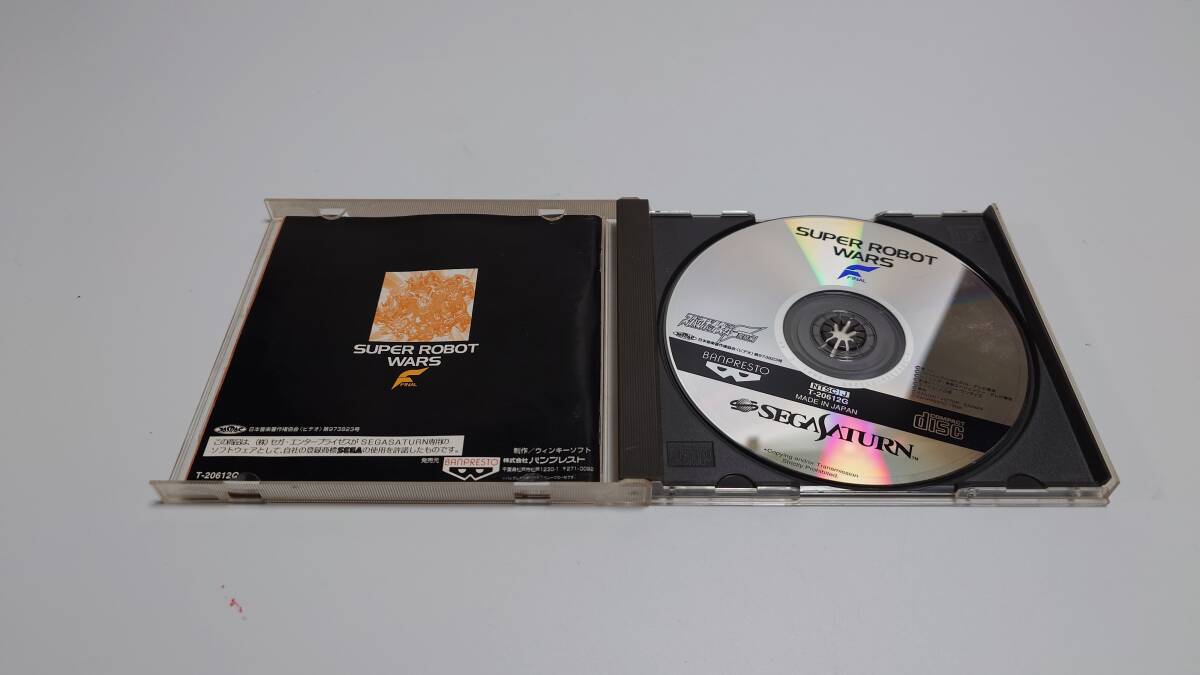 SUPER ROBOT
WARS
FINAL
日本音楽著作権協会(ビデオ)第973923号
この商品は、(株)セガ・エンタープライゼスがSEGASATURN専用の
ソフトウェアとして、自社の登録商標SEGAの使用を許諾したものです。
T-20612G
制作/ウィンキーソフト
発売元
BANPRESTO
株式会社バンプレスト
SUPER ROBOT
WARS
FINAL
BANPRESTO
NTSC J
T-20612G
MADE IN JAPAN
SEGASATURN
COMPACT
disc
•Copying and/or Transmission
Strictly Prohibited.